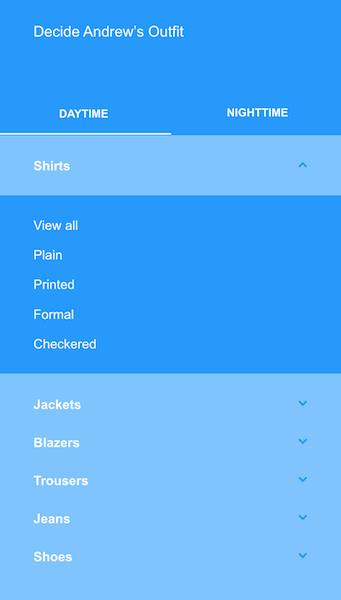 Decide Andrew's Outfit
DAYTIME
NIGHTTIME
Shirts
View all
Plain
Printed
Formal
Checkered
Jackets
Blazers
Trousers
Jeans
Shoes